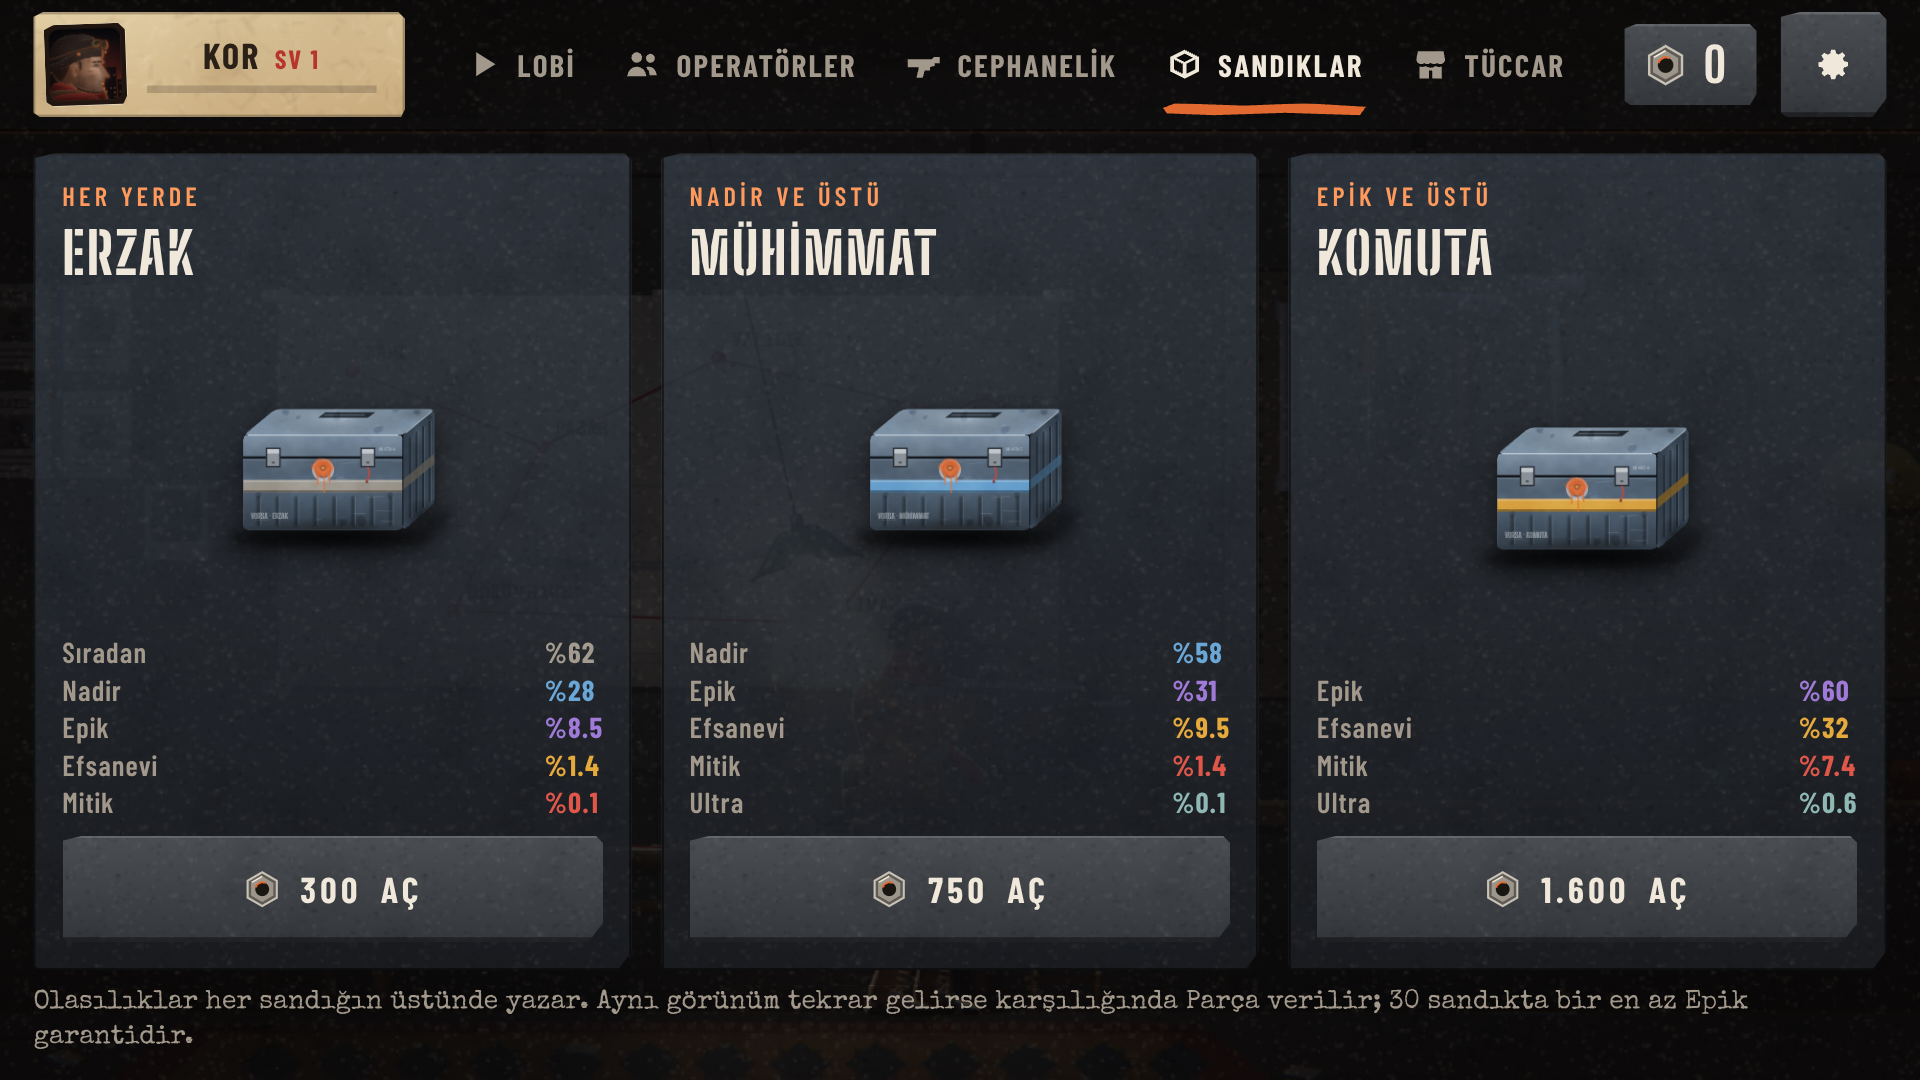 KOR SV 1
LOBİ
OPERATÖRLER
CEPHANELİK
SANDIKLAR
TÜCCAR
0
HER YERDE
ERZAK
Sıradan %62
Nadir %28
Epik %8.5
Efsanevi %1.4
Mitik %0.1
300 AÇ
NADİR VE ÜSTÜ
MÜHİMMAT
Nadir %58
Epik %31
Efsanevi %9.5
Mitik %1.4
Ultra %0.1
750 AÇ
EPİK VE ÜSTÜ
KOMUTA
Epik %60
Efsanevi %32
Mitik %7.4
Ultra %0.6
1.600 AÇ
Olasılıklar her sandığın üstünde yazar. Aynı görünüm tekrar gelirse karşılığında Parça verilir; 30 sandıkta bir en az Epik
garantidir.